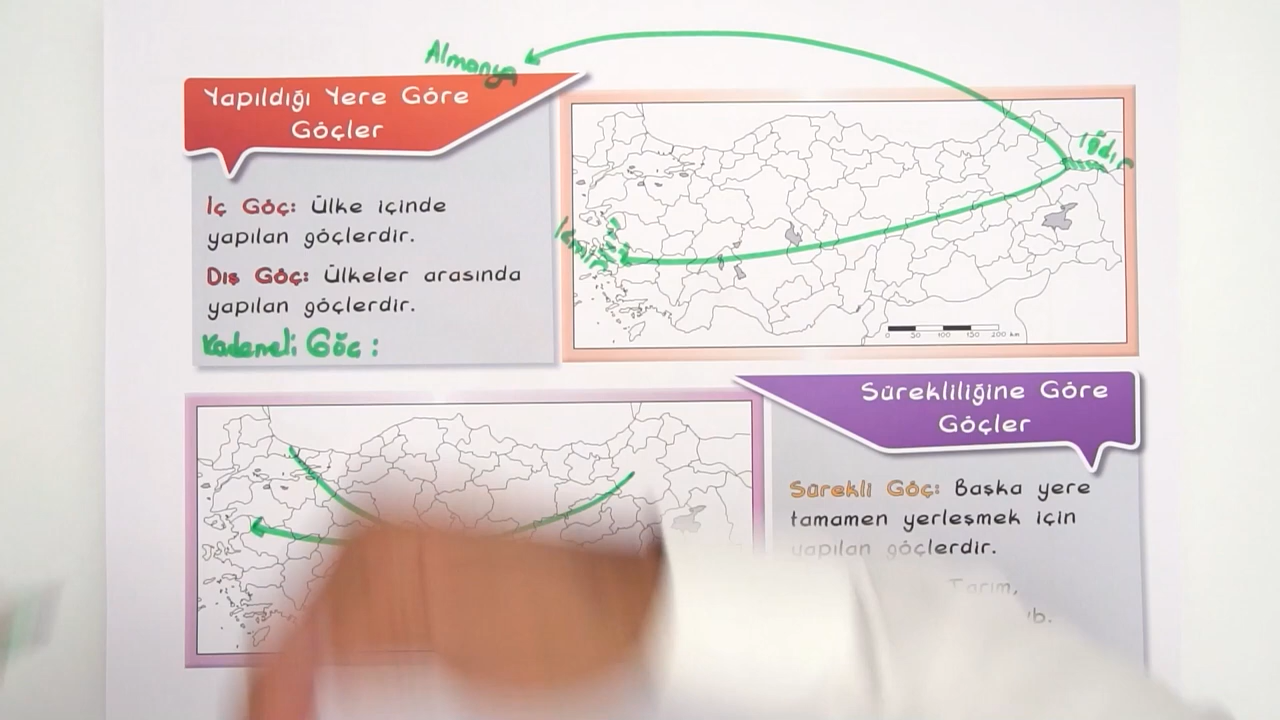 Almanya
Yapıldığı Yere Göre
Göçler
İç Göç: Ülke içinde
yapılan göçlerdir.
Dış Göç: Ülkeler arasında
yapılan göçlerdir.
Kademeli Göç:
Iğdır
İzmir
0 50 100 150 200 km
Sürekliliğine Göre
Göçler
Sürekli Göç: Başka yere
tamamen yerleşmek için
yapılan göçlerdir.
Tarım,